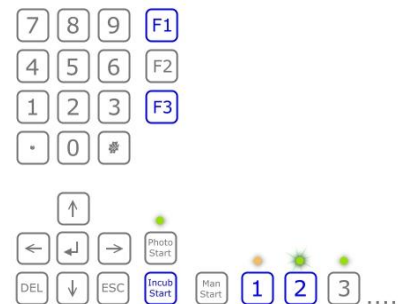 7 8 9 F1
4 5 6 F2
1 2 3 F3
. 0 #
↑
← ↵ → Photo Start
DEL ↓ ESC Incub Start Man Start 1 2 3 ....